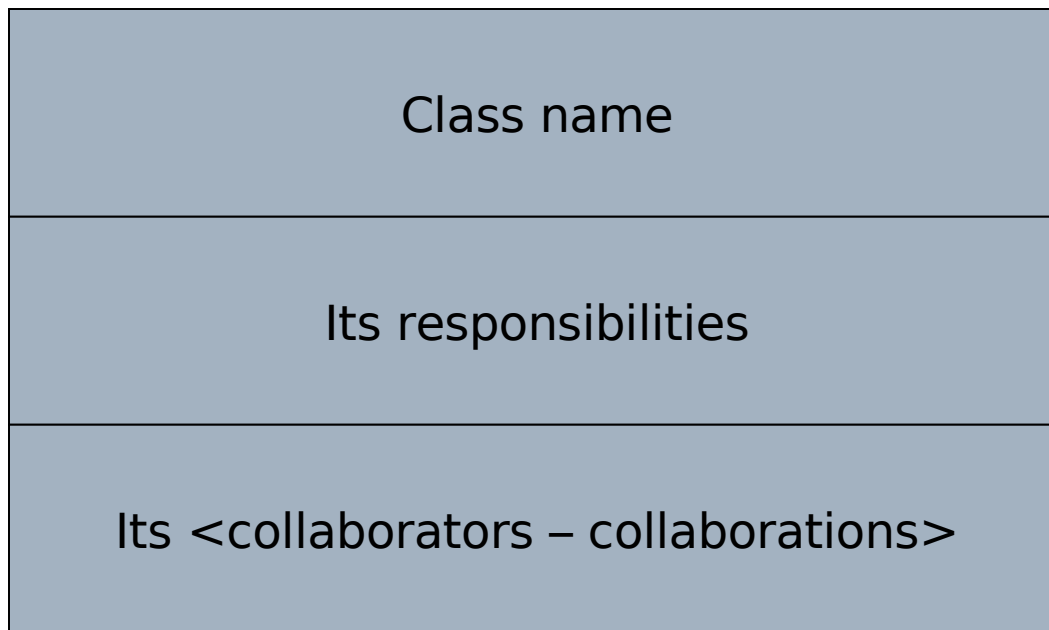 Class name
Its responsibilities
Its <collaborators – collaborations>